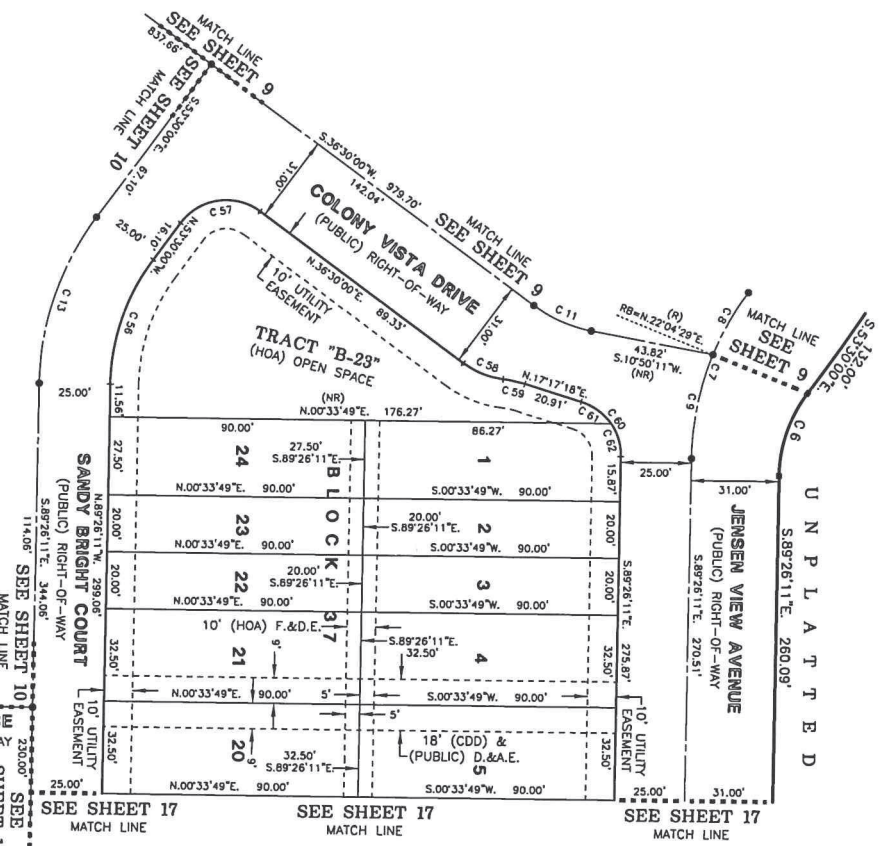 MATCH LINE
SEE SHEET 9
837.66'
SEE SHEET 10
MATCH LINE
S.53°30'00"E.
67.10'
S.36°30'00"W. 979.70'
142.04'
MATCH LINE
SEE SHEET 9
31.00'
COLONY VISTA DRIVE
(PUBLIC) RIGHT-OF-WAY
31.00'
N.36°30'00"E.
89.33'
10' UTILITY
EASEMENT
TRACT "B-23"
(HOA) OPEN SPACE
C 57
25.00'
16.10'
N.53°30'00"W.
C 13
C 56
C 11
RB=N.22°04'29"E.
(R)
43.82'
S.10°50'11"W.
(NR)
C 8
C 7
C 9
MATCH LINE
SEE
SHEET 9
132.00'
S.53°30'00"E.
C 6
C 58
C 59
N.17°17'18"E.
20.91'
C 61
C 60
C 62
25.00'
11.56'
(NR)
N.00°33'49"E. 176.27'
90.00'
86.27'
15.87'
25.00'
31.00'
27.50'
24
27.50'
S.89°26'11"E.
1
N.00°33'49"E. 90.00'
S.00°33'49"W. 90.00'
20.00'
23
20.00'
S.89°26'11"E.
2
20.00'
N.00°33'49"E. 90.00'
S.00°33'49"W. 90.00'
20.00'
22
20.00'
S.89°26'11"E.
3
20.00'
N.00°33'49"E. 90.00'
S.00°33'49"W. 90.00'
BLOCK 37
10' (HOA) F.&D.E.
32.50'
21
9'
S.89°26'11"E.
32.50'
4
32.50'
N.00°33'49"E. 90.00'
5'
S.00°33'49"W. 90.00'
5'
10' UTILITY
EASEMENT
10' UTILITY
EASEMENT
32.50'
20
9'
32.50'
S.89°26'11"E.
18' (CDD) &
(PUBLIC) D.&A.E.
5
32.50'
N.00°33'49"E. 90.00'
S.00°33'49"W. 90.00'
S.89°26'11"E. 275.87'
N.89°26'11"W. 299.06'
SANDY BRIGHT COURT
(PUBLIC) RIGHT-OF-WAY
S.89°26'11"E. 344.06'
114.06'
SEE SHEET 10
MATCH LINE
230.00'
SEE
JENSEN VIEW AVENUE
(PUBLIC) RIGHT-OF-WAY
S.89°26'11"E. 270.51'
S.89°26'11"E. 260.09'
UNPLATTED
25.00'
25.00'
31.00'
SEE SHEET 17
MATCH LINE
SEE SHEET 17
MATCH LINE
SEE SHEET 17
MATCH LINE